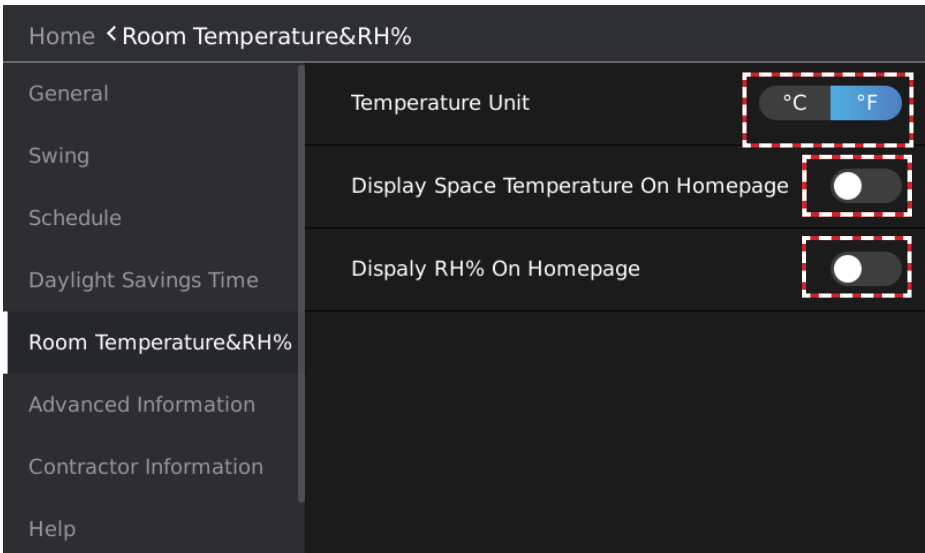 Home < Room Temperature&RH%
General
Swing
Schedule
Daylight Savings Time
Room Temperature&RH%
Advanced Information
Contractor Information
Help
Temperature Unit °C °F
Display Space Temperature On Homepage
Dispaly RH% On Homepage